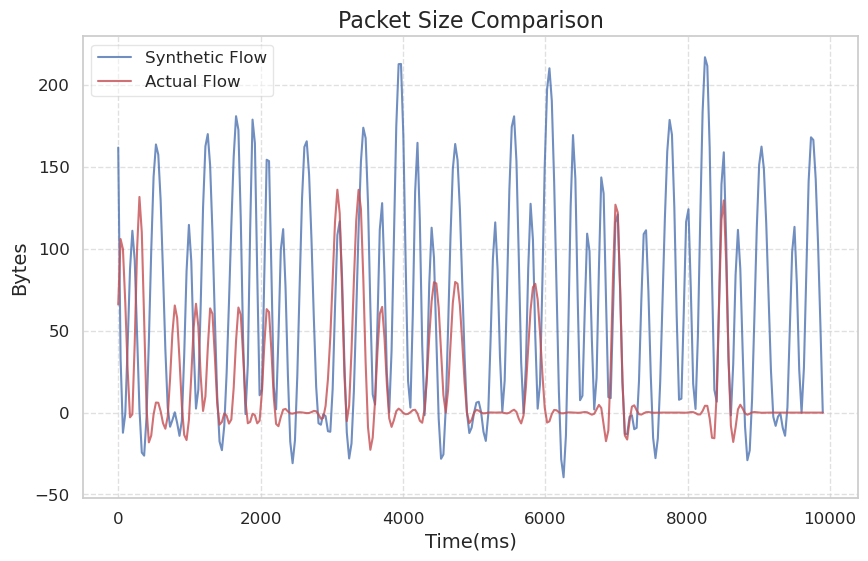 Packet Size Comparison
Synthetic Flow
Actual Flow
200
150
100
50
0
−50
Bytes
0 2000 4000 6000 8000 10000
Time(ms)